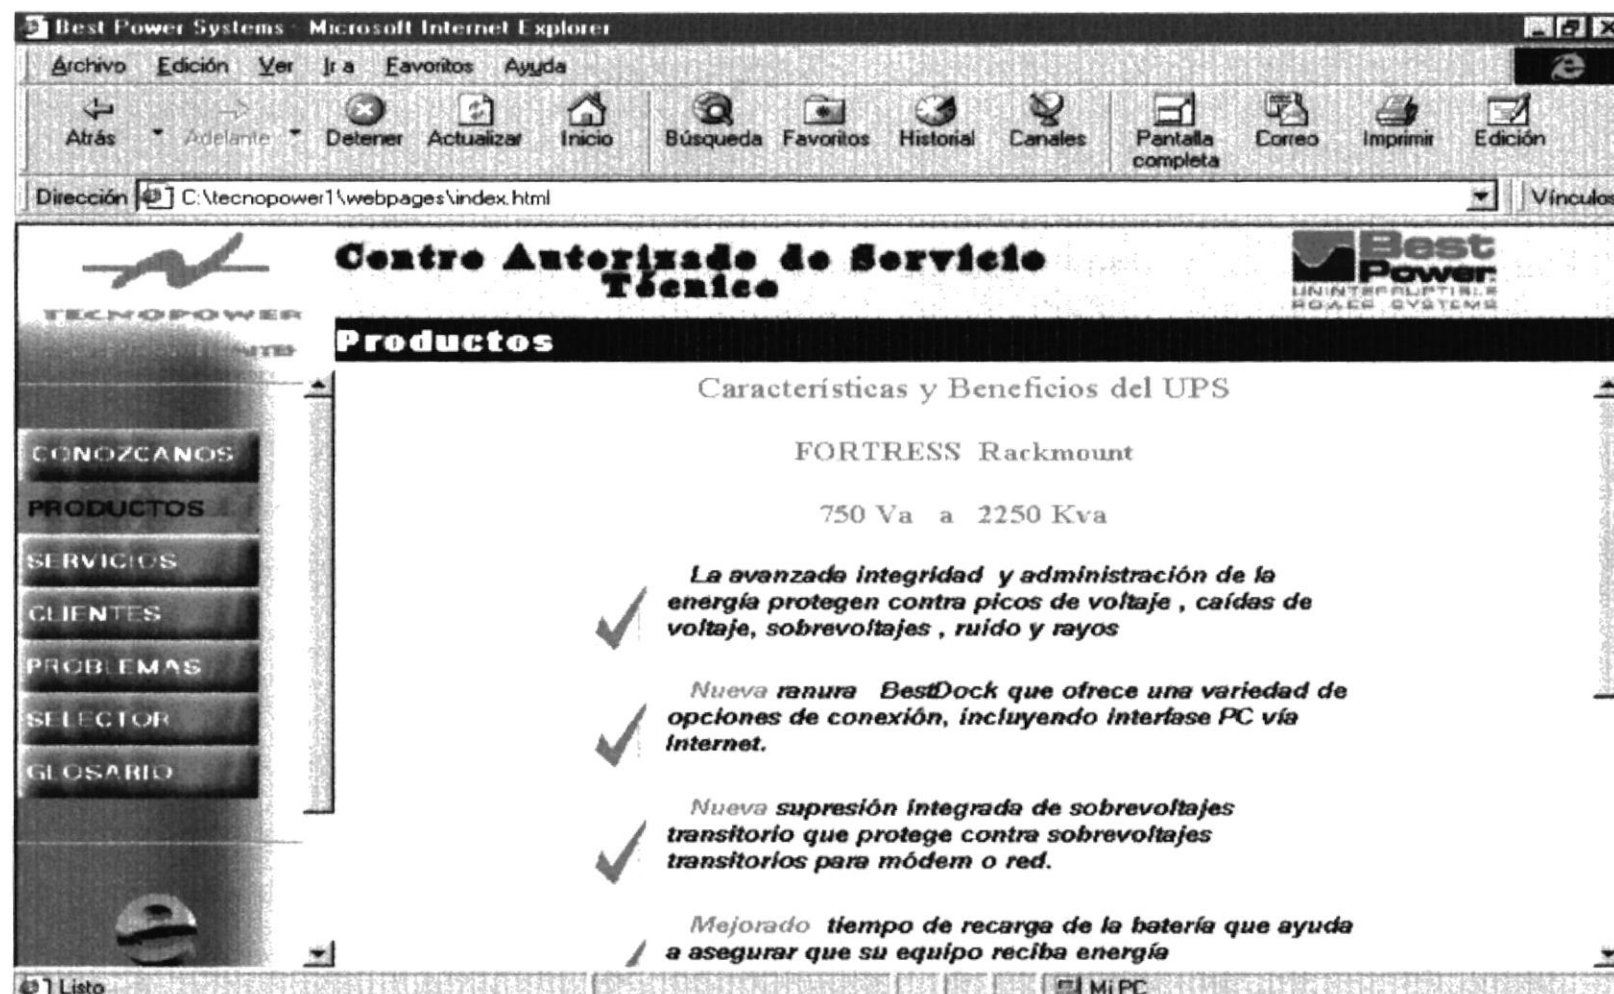 Best Power Systems - Microsoft Internet Explorer
Archivo Edición Ver Ir a Favoritos Ayuda
Atrás Adelante Detener Actualizar Inicio Búsqueda Favoritos Historial Canales Pantalla completa Correo Imprimir Edición
Dirección C:\tecnopower1\webpages\index.html Vínculos
TECNOPOWER
Centro Autorizado de Servicio
Técnico
Best
Power
UNINTERRUPTIBLE
POWER SYSTEMS
Productos
CONOZCANOS
PRODUCTOS
SERVICIOS
CLIENTES
PROBLEMAS
SELECTOR
GLOSARIO
Características y Beneficios del UPS
FORTRESS Rackmount
750 Va a 2250 Kva
La avanzada integridad y administración de la
energía protegen contra picos de voltaje , caídas de
voltaje, sobrevoltajes , ruido y rayos
Nueva ranura BestDock que ofrece una variedad de
opciones de conexión, incluyendo interfase PC vía
Internet.
Nueva supresión integrada de sobrevoltajes
transitorio que protege contra sobrevoltajes
transitorios para módem o red.
Mejorado tiempo de recarga de la batería que ayuda
a asegurar que su equipo reciba energía
Listo Mi PC